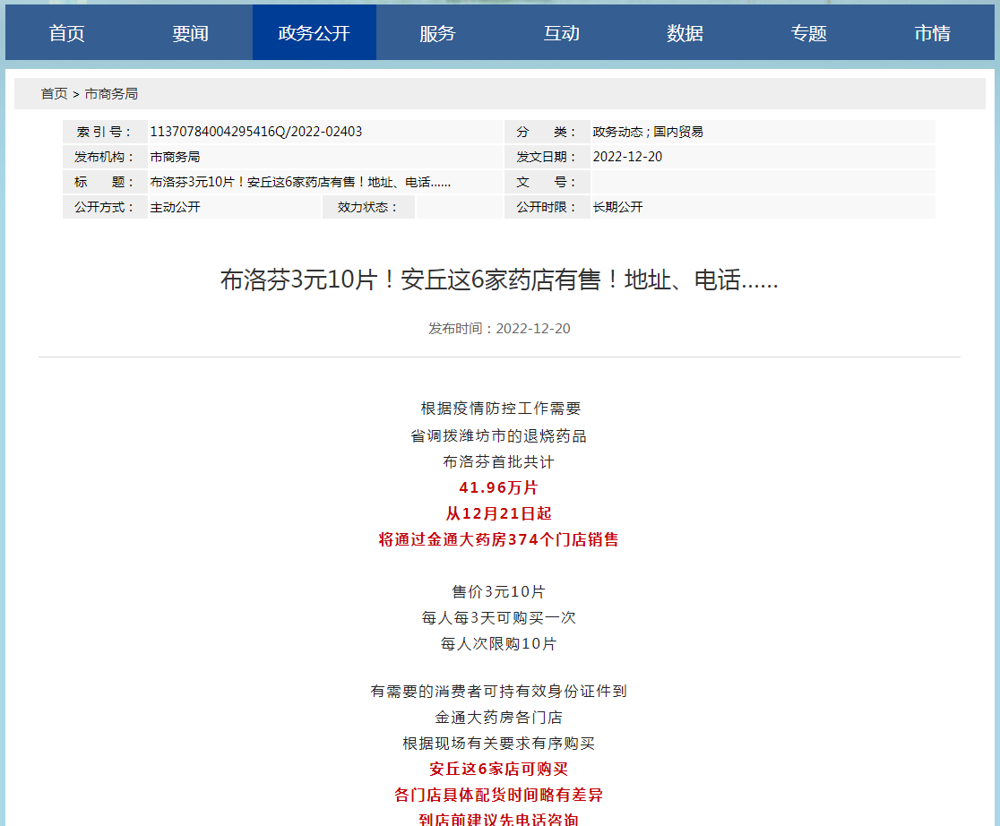 首页 要闻 政务公开 服务 互动 数据 专题 市情
首页 > 市商务局
索 引 号： 11370784004295416Q/2022-02403 分 类： 政务动态 ; 国内贸易
发布机构： 市商务局 发文日期： 2022-12-20
标 题： 布洛芬3元10片！安丘这6家药店有售！地址、电话…… 文 号：
公开方式： 主动公开 效力状态： 公开时限： 长期公开
布洛芬3元10片！安丘这6家药店有售！地址、电话……
发布时间：2022-12-20
根据疫情防控工作需要
省调拨潍坊市的退烧药品
布洛芬首批共计
41.96万片
从12月21日起
将通过金通大药房374个门店销售
售价3元10片
每人每3天可购买一次
每人次限购10片
有需要的消费者可持有效身份证件到
金通大药房各门店
根据现场有关要求有序购买
安丘这6家店可购买
各门店具体配货时间略有差异
到店前建议先电话咨询